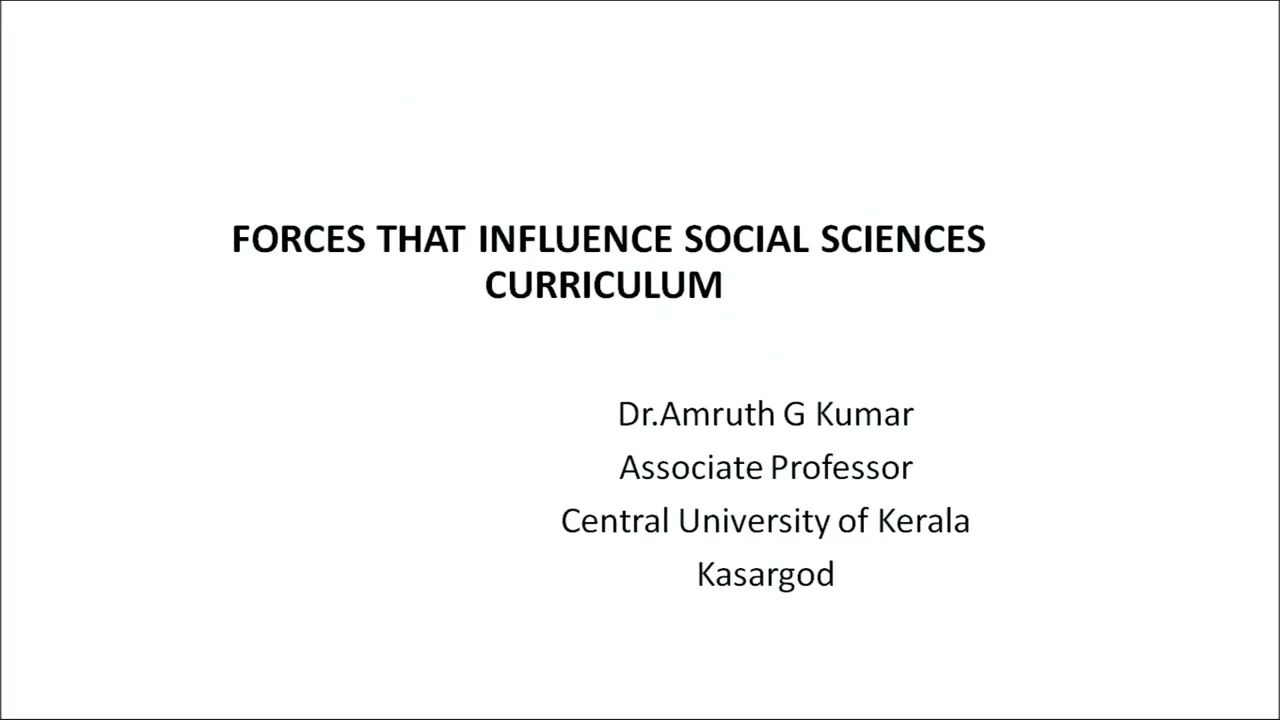 FORCES THAT INFLUENCE SOCIAL SCIENCES
CURRICULUM
Dr.Amruth G Kumar
Associate Professor
Central University of Kerala
Kasargod